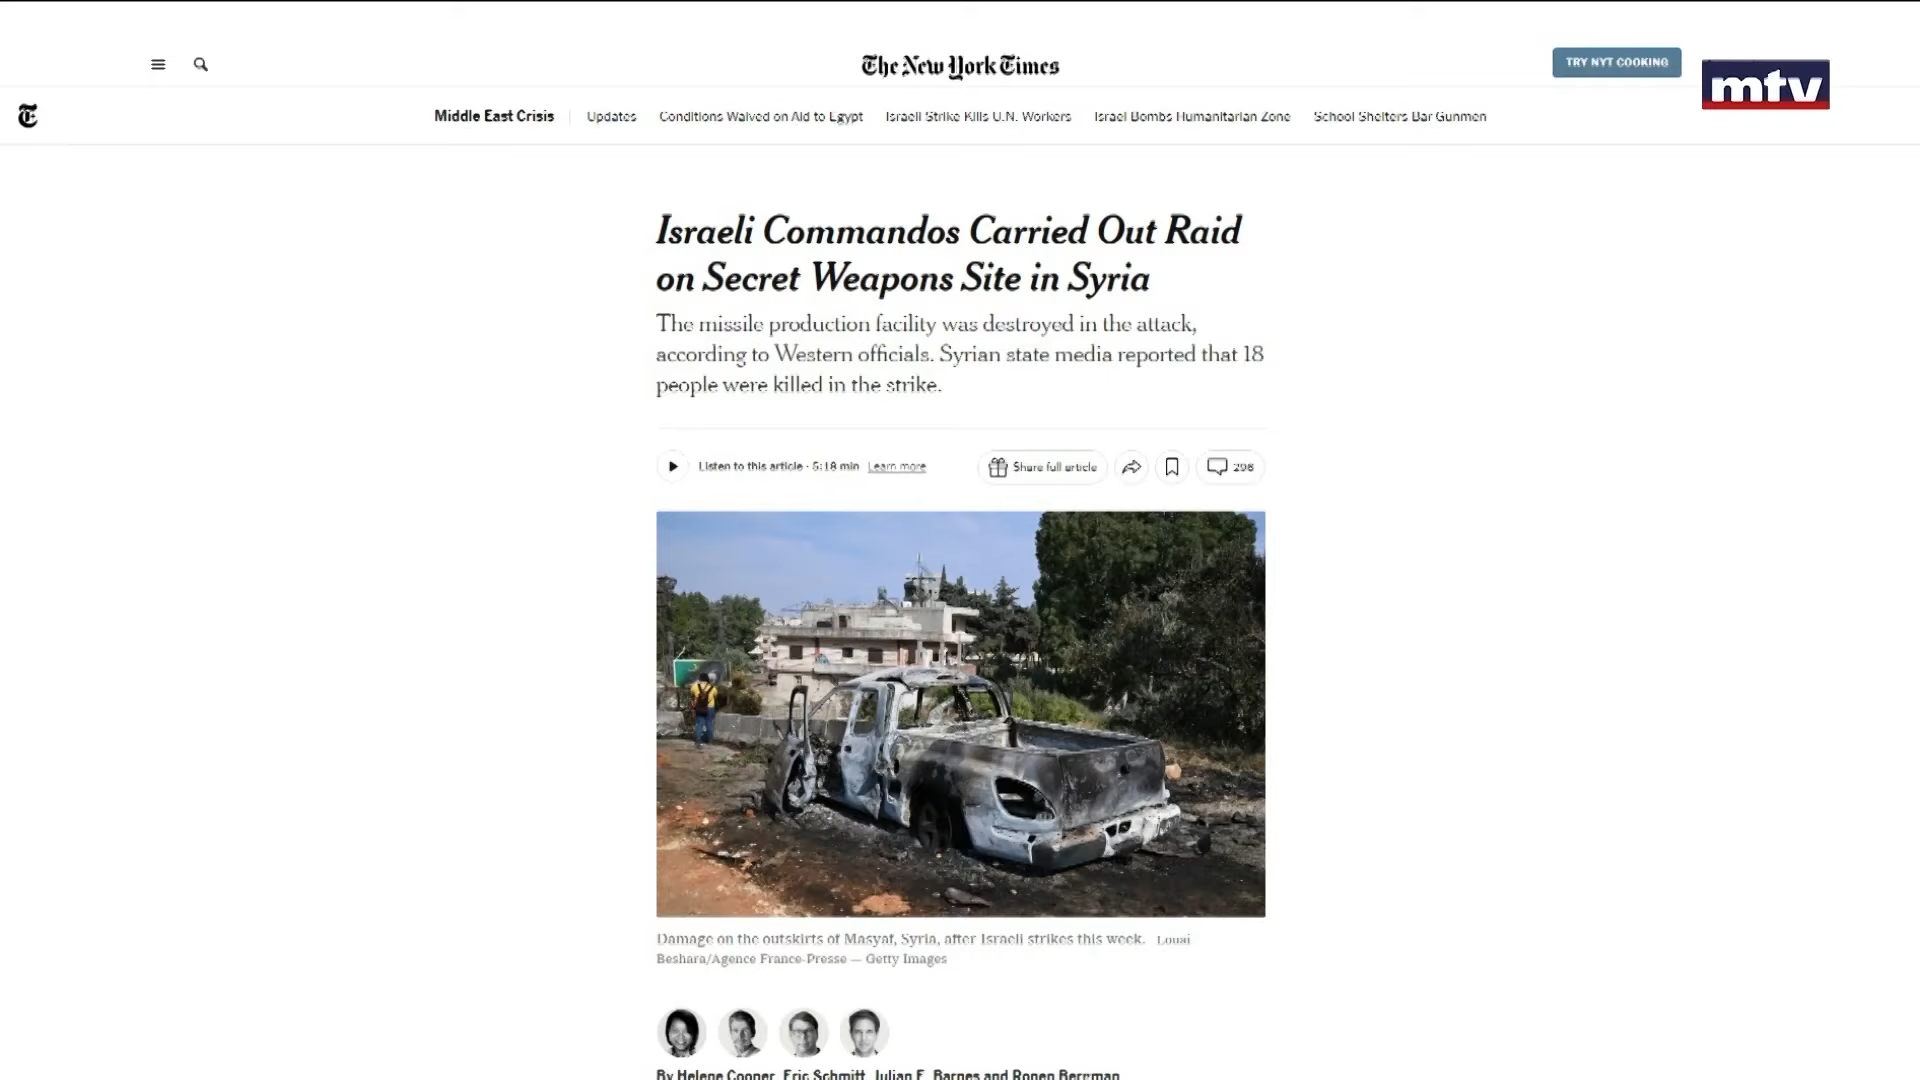 The New York Times
TRY NYT COOKING
mtv
Middle East Crisis
Updates
Conditions Waived on Aid to Egypt
Israeli Strike Kills U.N. Workers
Israel Bombs Humanitarian Zone
School Shelters Bar Gunmen
Israeli Commandos Carried Out Raid
on Secret Weapons Site in Syria
The missile production facility was destroyed in the attack,
according to Western officials. Syrian state media reported that 18
people were killed in the strike.
Listen to this article · 5:18 min Learn more
Share full article
296
Damage on the outskirts of Masyaf, Syria, after Israeli strikes this week. Louai
Beshara/Agence France-Presse — Getty Images
By Helene Cooper, Eric Schmitt, Julian E. Barnes and Ronen Bergman